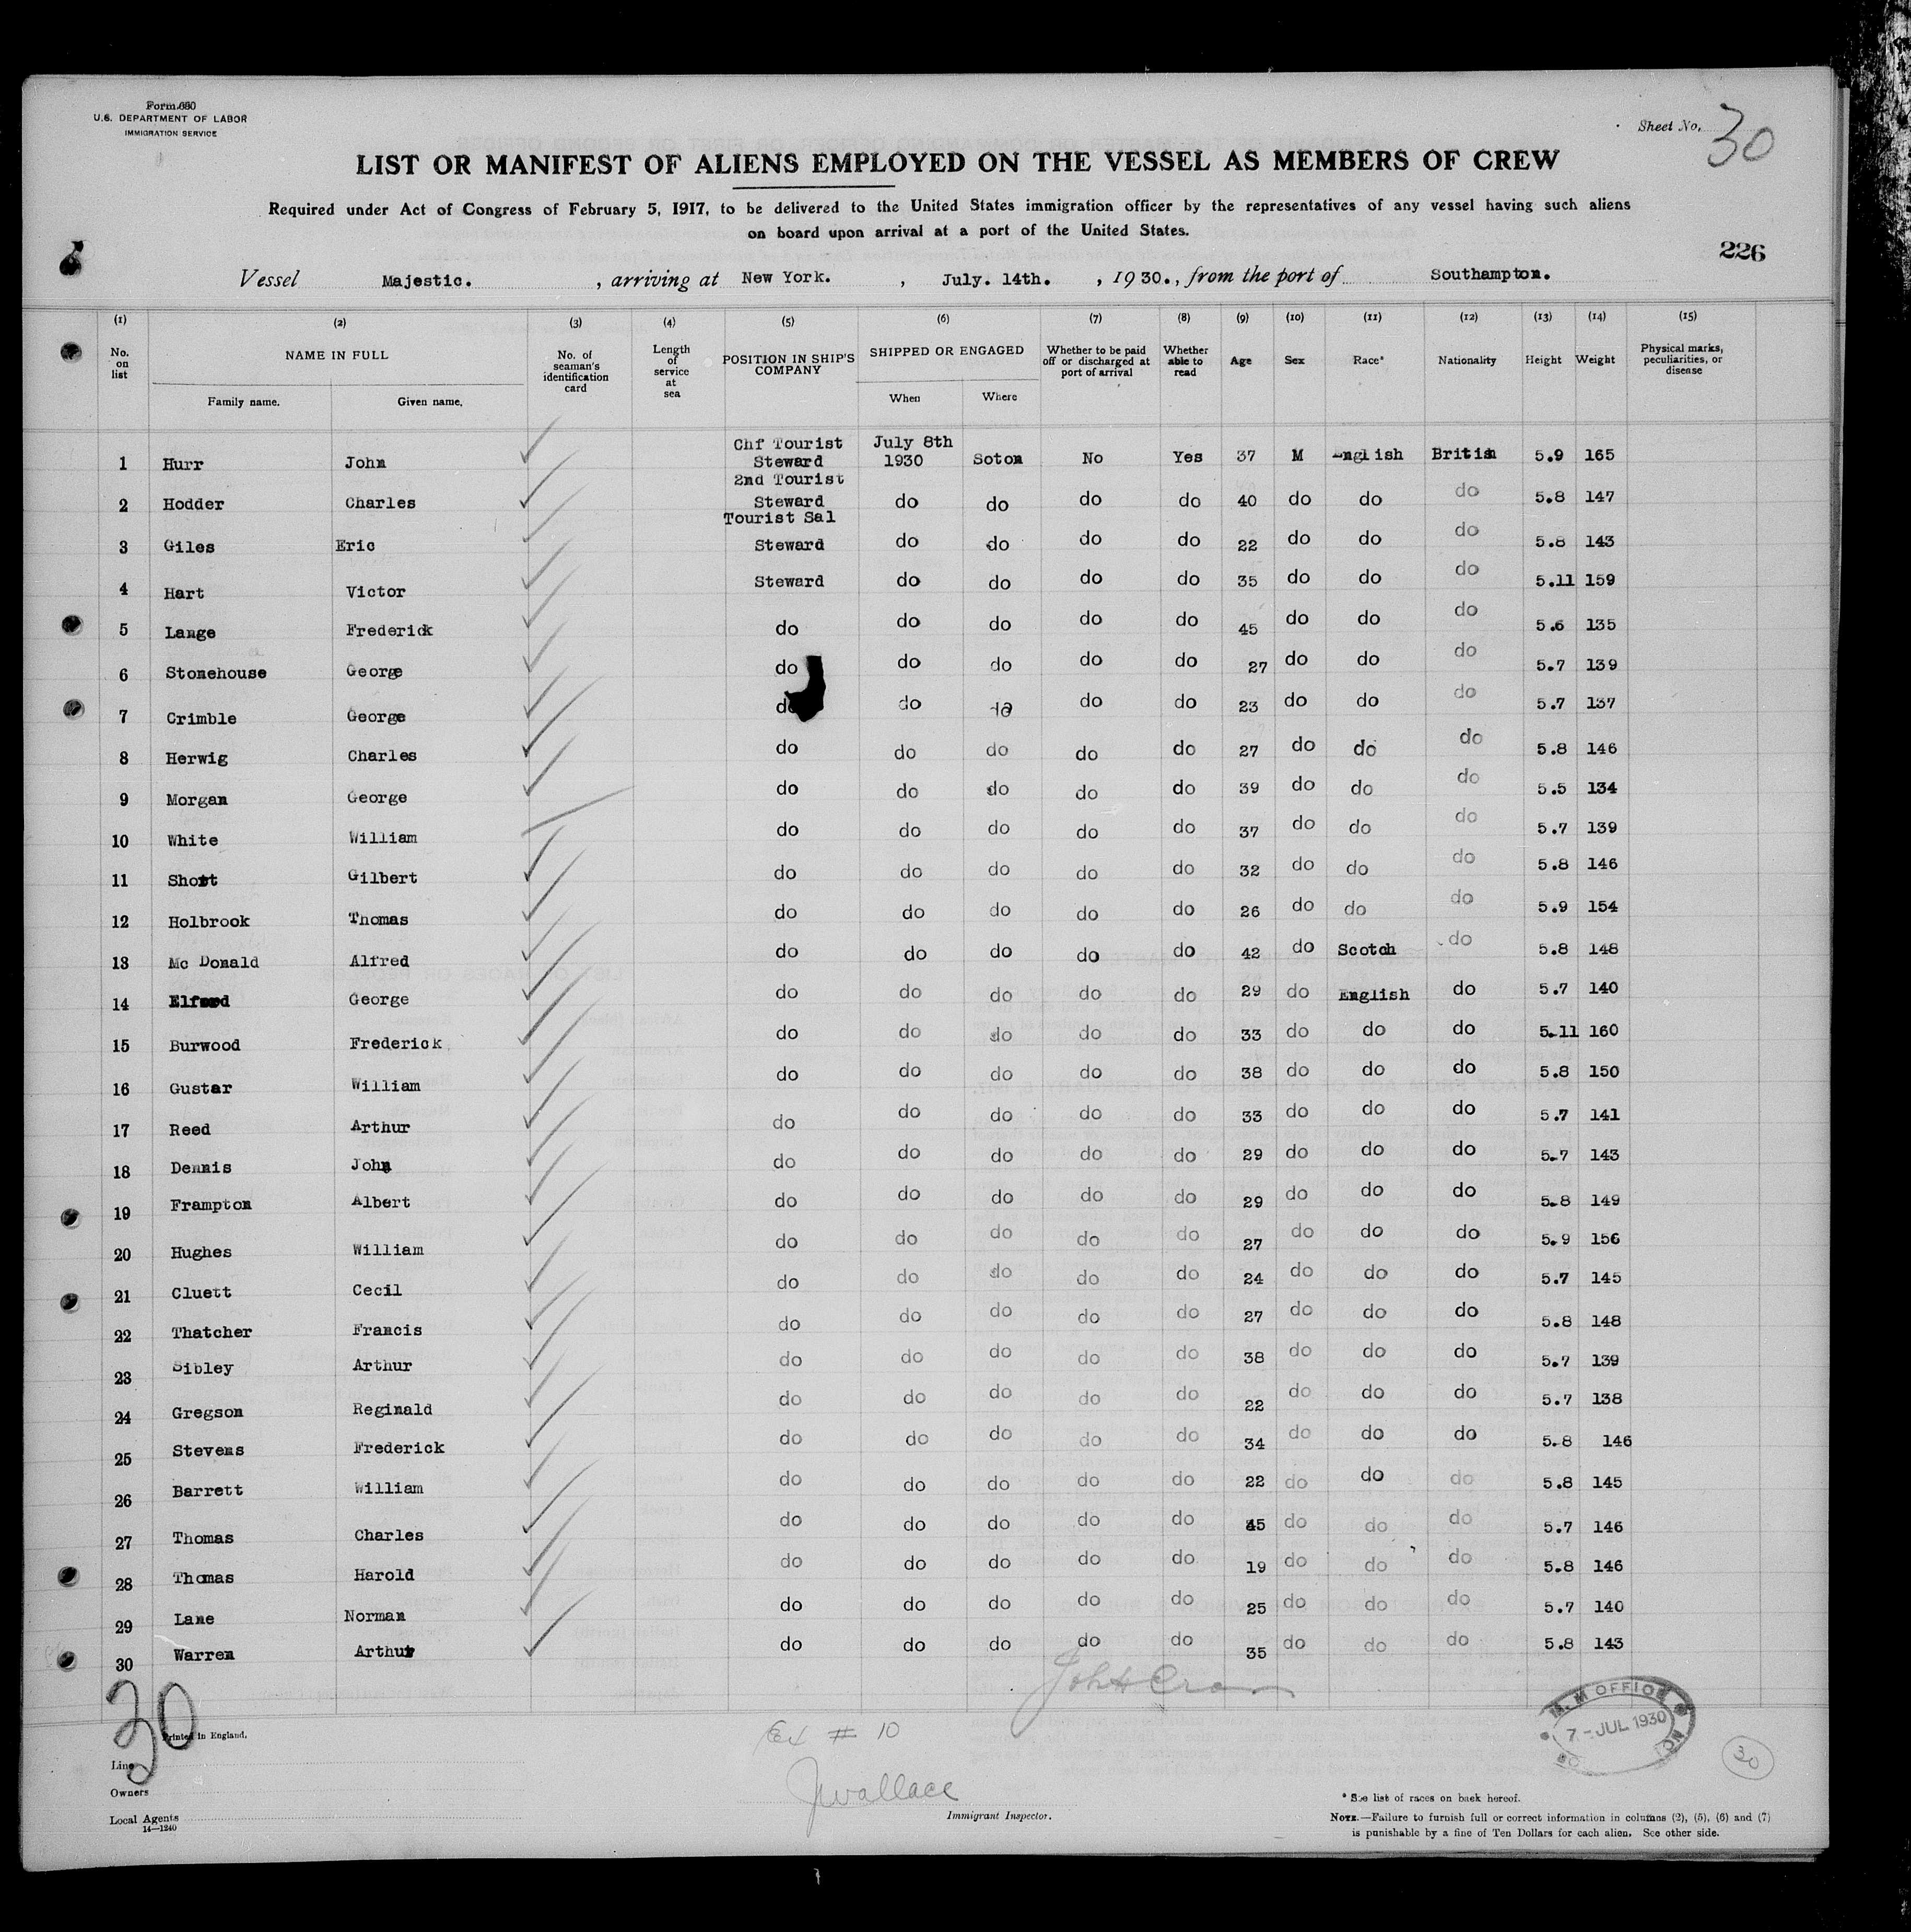 Form 680
U.S. DEPARTMENT OF LABOR
IMMIGRATION SERVICE
Sheet No. 30
LIST OR MANIFEST OF ALIENS EMPLOYED ON THE VESSEL AS MEMBERS OF CREW
Required under Act of Congress of February 5, 1917, to be delivered to the United States immigration officer by the representatives of any vessel having such aliens
on board upon arrival at a port of the United States.
226
Vessel Majestic. , arriving at New York. , July. 14th. , 1930., from the port of Southampton.
(1) (2) (3) (4) (5) (6) (7) (8) (9) (10) (11) (12) (13) (14) (15)
No. on list NAME IN FULL No. of seaman's identification card Length of service at sea POSITION IN SHIP'S COMPANY SHIPPED OR ENGAGED Whether to be paid off or discharged at port of arrival Whether able to read Age Sex Race* Nationality Height Weight Physical marks, peculiarities, or disease
Family name. Given name. When Where
1 Hurr John Chf Tourist Steward July 8th 1930 Soton No Yes 37 M English British 5.9 165
2 Hodder Charles 2nd Tourist Steward do do do do 40 do do do 5.8 147
3 Giles Eric Tourist Sal Steward do do do do 22 do do do 5.8 143
4 Hart Victor Steward do do do do 35 do do do 5.11 159
5 Lange Frederick do do do do do 45 do do do 5.6 135
6 Stonehouse George do do do do do 27 do do do 5.7 139
7 Crimble George do do do do do 23 do do do 5.7 137
8 Herwig Charles do do do do do 27 do do do 5.8 146
9 Morgan George do do do do do 39 do do do 5.5 134
10 White William do do do do do 37 do do do 5.7 139
11 Short Gilbert do do do do do 32 do do do 5.8 146
12 Holbrook Thomas do do do do do 26 do do do 5.9 154
13 Mc Donald Alfred do do do do do 42 do Scotch do 5.8 148
14 George do do do do do 29 do English do 5.7 140
15 Burwood Frederick do do do do do 33 do do do 5.11 160
16 Gustar William do do do do do 38 do do do 5.8 150
17 Reed Arthur do do do do do 33 do do do 5.7 141
18 Dennis John do do do do do 29 do do do 5.7 143
19 Frampton Albert do do do do do 29 do do do 5.8 149
20 Hughes William do do do do do 27 do do do 5.9 156
21 Cluett Cecil do do do do do 24 do do do 5.7 145
22 Thatcher Francis do do do do do 27 do do do 5.8 148
23 Sibley Arthur do do do do do 38 do do do 5.7 139
24 Gregson Reginald do do do do do 22 do do do 5.7 138
25 Stevens Frederick do do do do do 34 do do do 5.8 146
26 Barrett William do do do do do 22 do do do 5.8 145
27 Thomas Charles do do do do do 45 do do do 5.7 146
28 Thomas Harold do do do do do 19 do do do 5.8 146
29 Lane Norman do do do do do 25 do do do 5.7 140
30 Warren Arthur do do do do do 35 do do do 5.8 143
30
Printed in England.
# 10
7-JUL 1930
30
Line
Owners
JWallace
Local Agents
14—1240
Immigrant Inspector.
* See list of races on back hereof.
NOTE.—Failure to furnish full or correct information in columns (2), (5), (6) and (7)
is punishable by a fine of Ten Dollars for each alien. See other side.